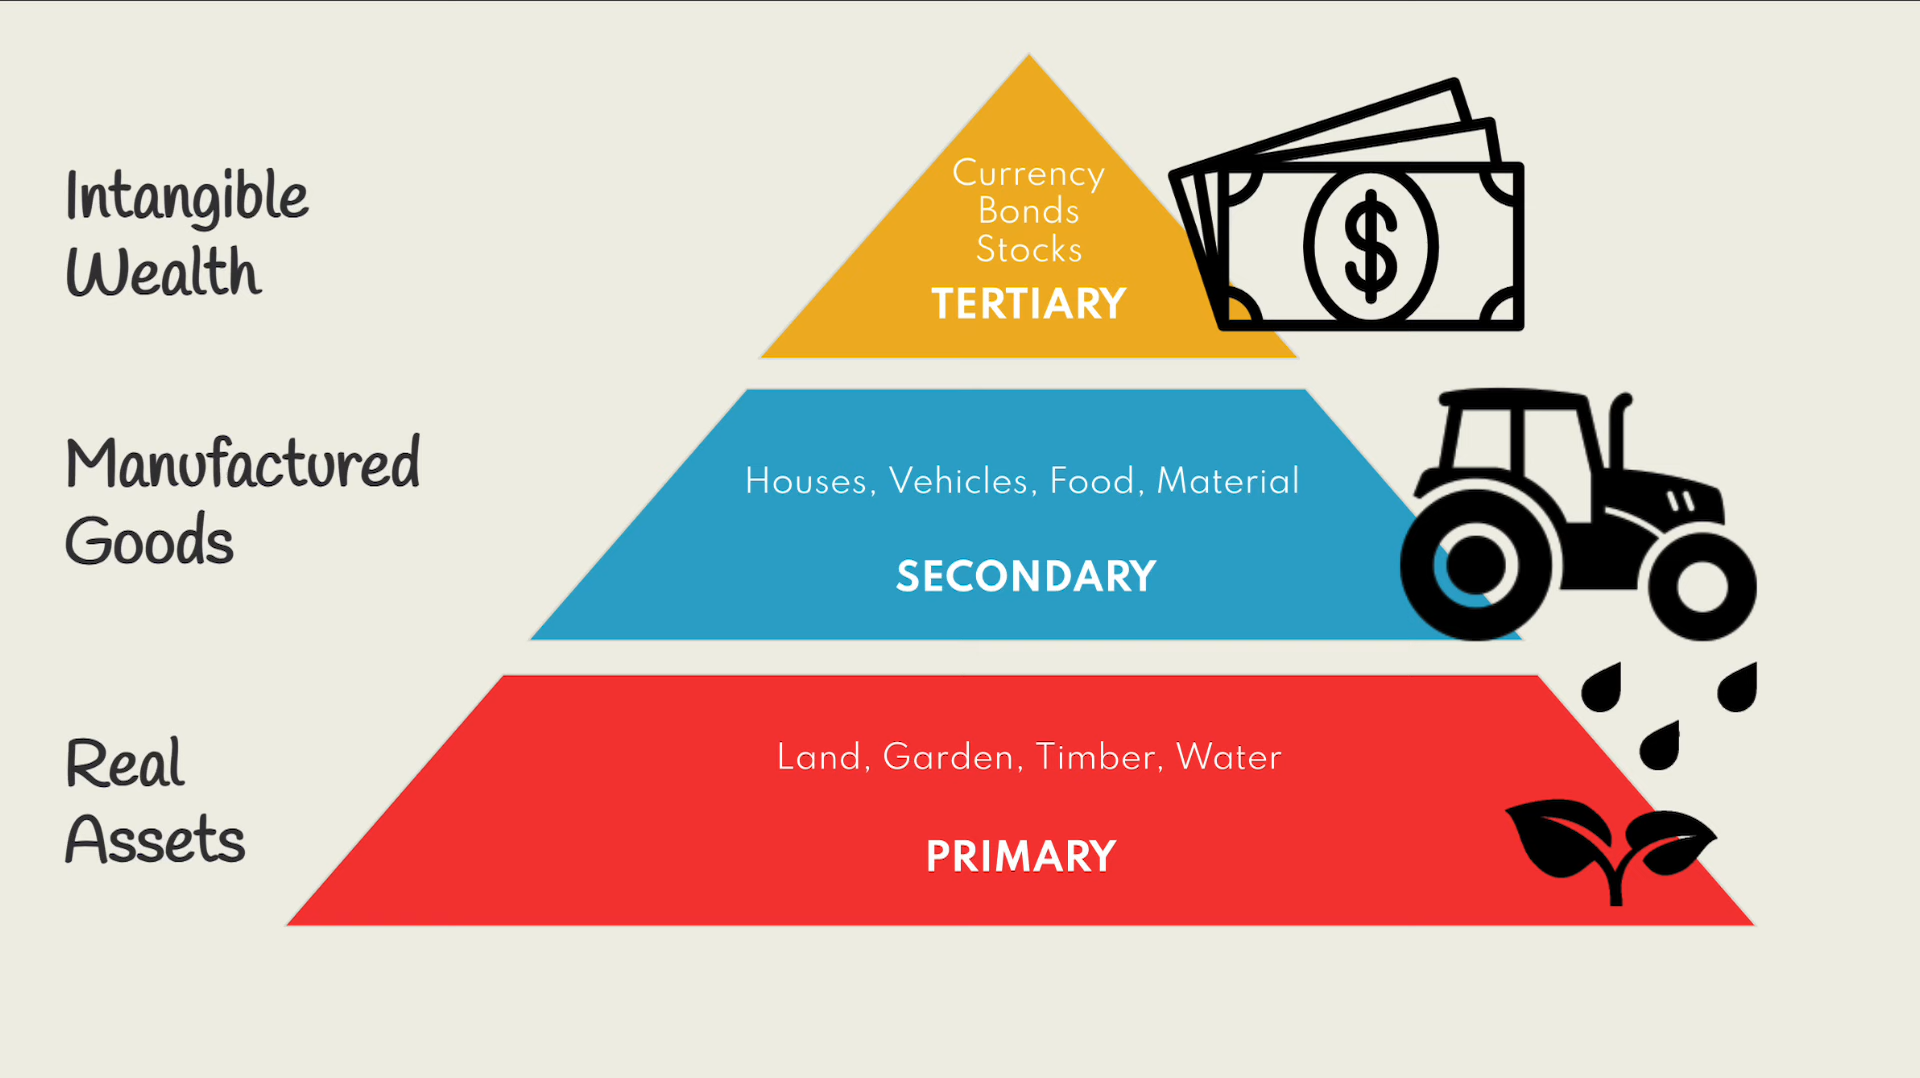 Intangible
Wealth
Currency
Bonds
Stocks
TERTIARY
$
Manufactured
Goods
Houses, Vehicles, Food, Material
SECONDARY
Real
Assets
Land, Garden, Timber, Water
PRIMARY